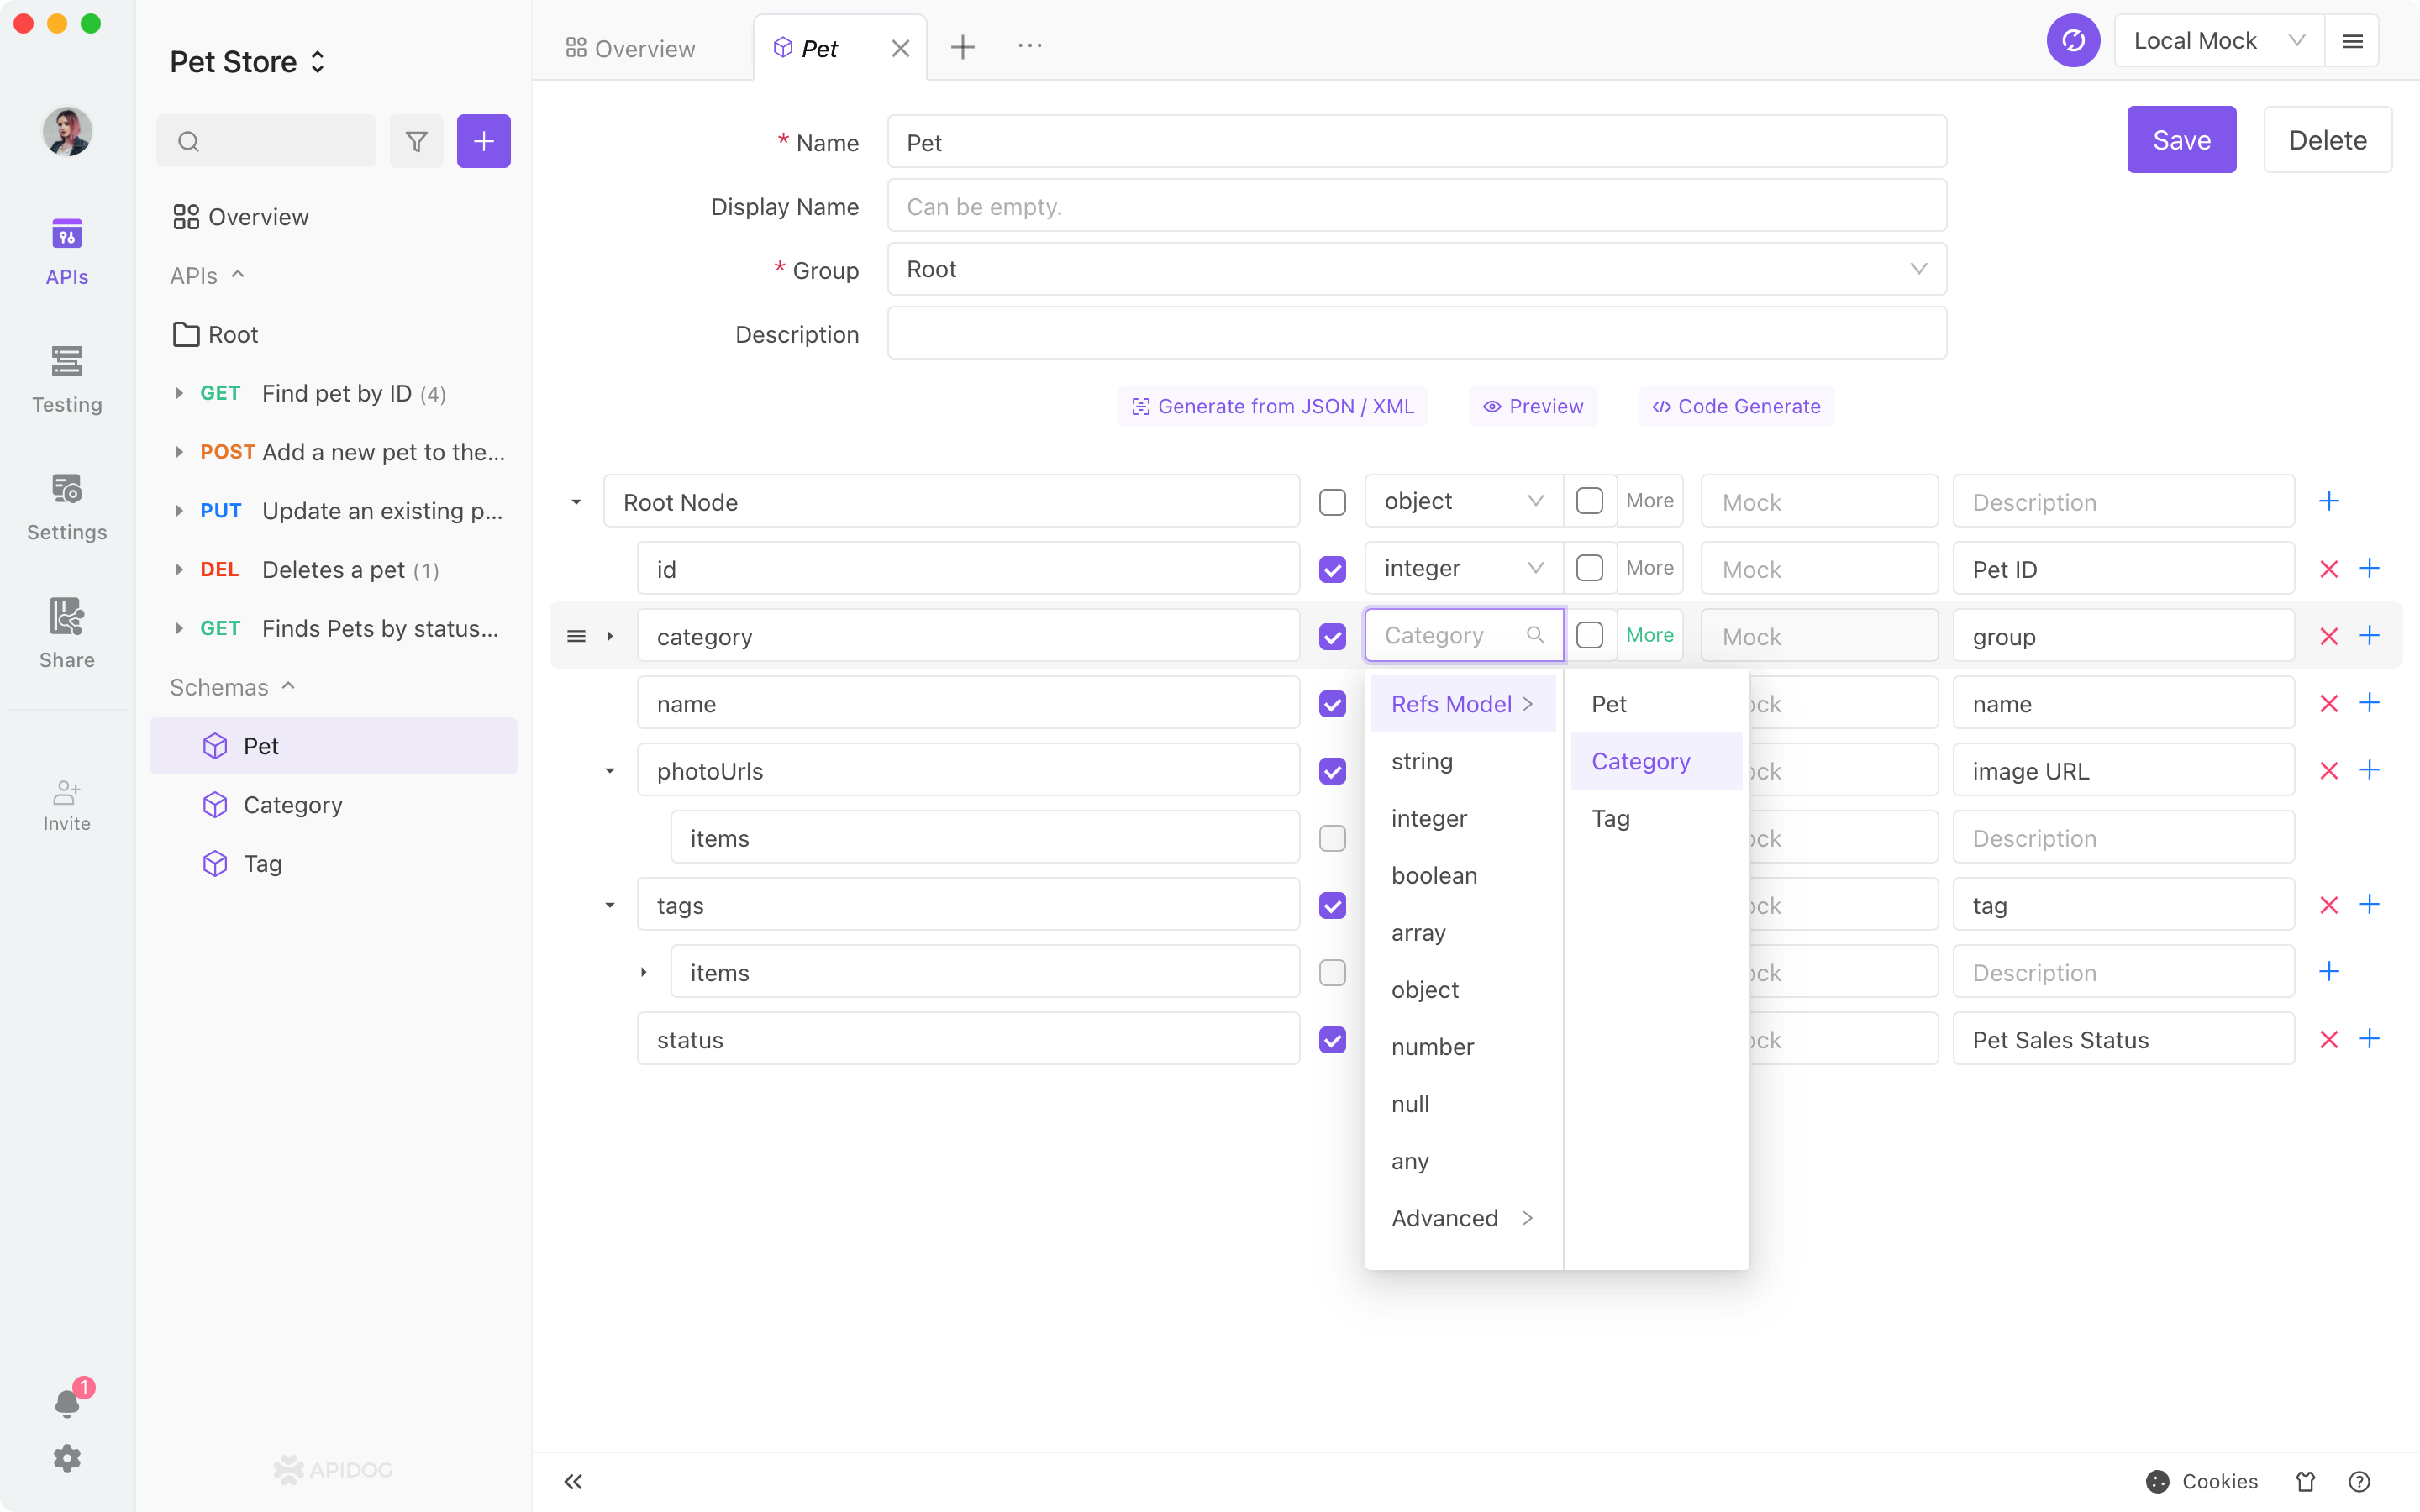 Pet Store
Overview
Pet
Local Mock
APIs
Testing
Settings
Share
Invite
1
Overview
APIs
Root
GET Find pet by ID (4)
POST Add a new pet to the...
PUT Update an existing p...
DEL Deletes a pet (1)
GET Finds Pets by status...
Schemas
Pet
Category
Tag
APIDOG
* Name Pet
Save
Delete
Display Name Can be empty.
* Group Root
Description
Generate from JSON / XML
Preview
Code Generate
Root Node object More Mock Description
id integer More Mock Pet ID
category Category More Mock group
name ock name
photoUrls ock image URL
items ock Description
tags ock tag
items ock Description
status ock Pet Sales Status
Refs Model
string
integer
boolean
array
object
number
null
any
Advanced
Pet
Category
Tag
Cookies